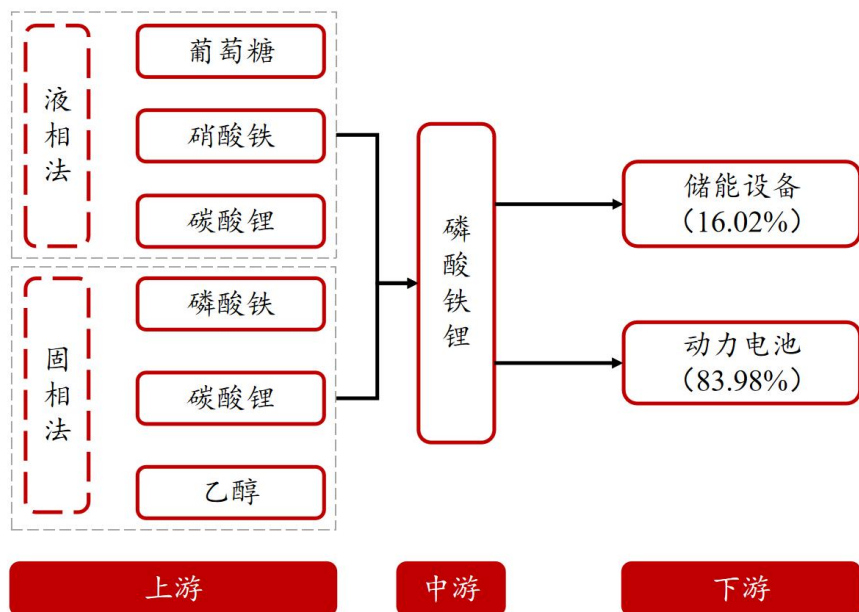 液相法
葡萄糖
硝酸铁
碳酸锂
固相法
磷酸铁
碳酸锂
乙醇
磷酸铁锂
储能设备
（16.02%）
动力电池
（83.98%）
上游
中游
下游